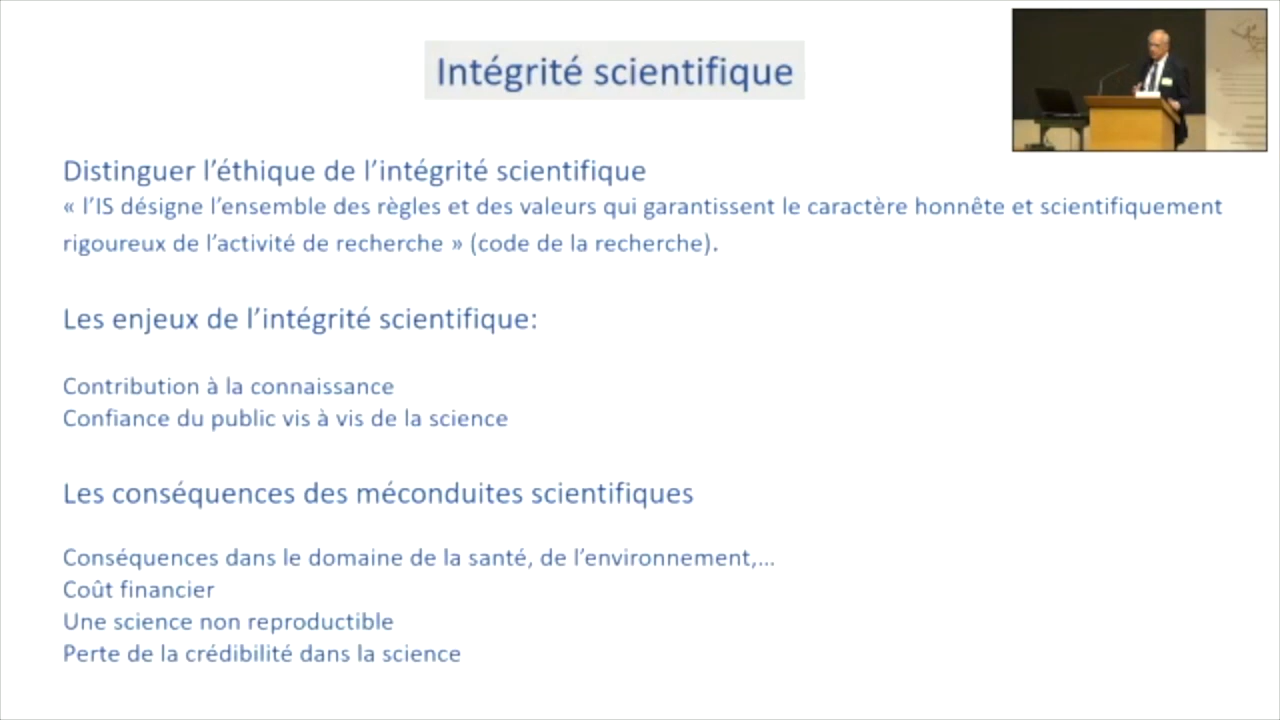 Intégrité scientifique
Distinguer l’éthique de l’intégrité scientifique
« l’IS désigne l’ensemble des règles et des valeurs qui garantissent le caractère honnête et scientifiquement
rigoureux de l’activité de recherche » (code de la recherche).
Les enjeux de l’intégrité scientifique:
Contribution à la connaissance
Confiance du public vis à vis de la science
Les conséquences des méconduites scientifiques
Conséquences dans le domaine de la santé, de l’environnement,...
Coût financier
Une science non reproductible
Perte de la crédibilité dans la science